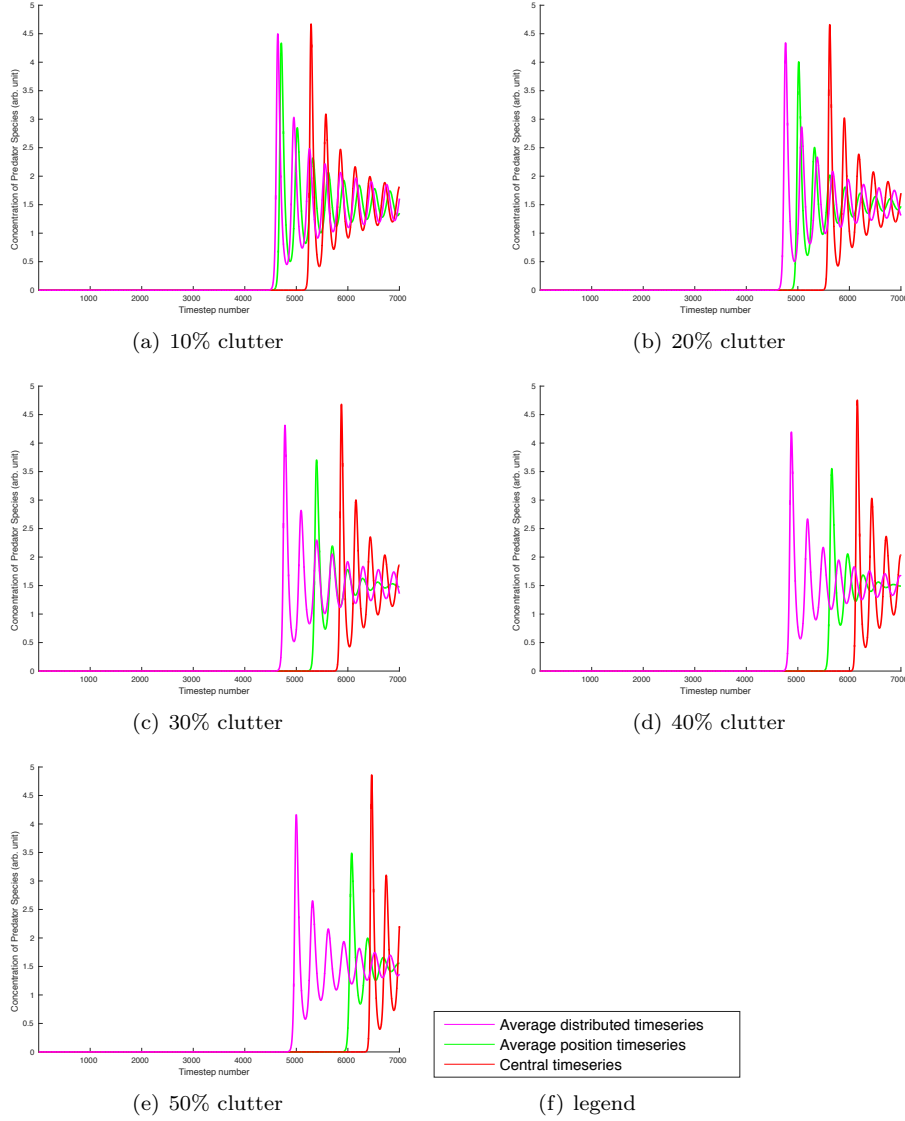 Concentration of Predator Species (arb. unit)
5
4.5
4
3.5
3
2.5
2
1.5
1
0.5
0
1000 2000 3000 4000 5000 6000 7000
Timestep number
(a) 10% clutter
Concentration of Predator Species (arb. unit)
5
4.5
4
3.5
3
2.5
2
1.5
1
0.5
0
1000 2000 3000 4000 5000 6000 7000
Timestep number
(b) 20% clutter
Concentration of Predator Species (arb. unit)
5
4.5
4
3.5
3
2.5
2
1.5
1
0.5
0
1000 2000 3000 4000 5000 6000 7000
Timestep number
(c) 30% clutter
Concentration of Predator Species (arb. unit)
5
4.5
4
3.5
3
2.5
2
1.5
1
0.5
0
1000 2000 3000 4000 5000 6000 7000
Timestep number
(d) 40% clutter
Concentration of Predator Species (arb. unit)
5
4.5
4
3.5
3
2.5
2
1.5
1
0.5
0
1000 2000 3000 4000 5000 6000 7000
Timestep number
(e) 50% clutter
Average distributed timeseries
Average position timeseries
Central timeseries
(f) legend